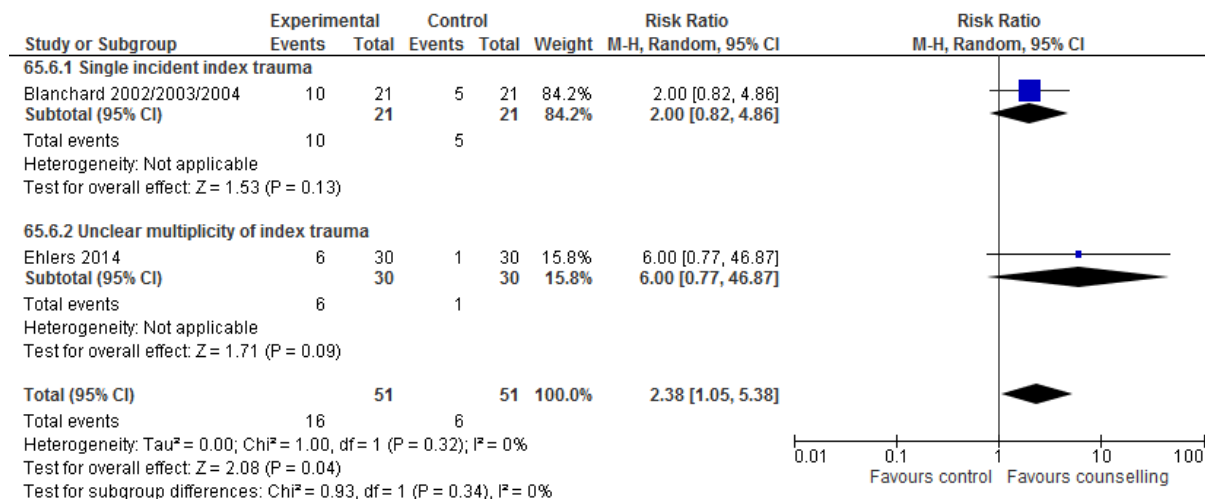 Experimental Control Risk Ratio Risk Ratio
Study or Subgroup Events Total Events Total Weight M-H, Random, 95% CI M-H, Random, 95% CI
65.6.1 Single incident index trauma
Blanchard 2002/2003/2004 10 21 5 21 84.2% 2.00 [0.82, 4.86]
Subtotal (95% CI) 21 21 84.2% 2.00 [0.82, 4.86]
Total events 10 5
Heterogeneity: Not applicable
Test for overall effect: Z = 1.53 (P = 0.13)
65.6.2 Unclear multiplicity of index trauma
Ehlers 2014 6 30 1 30 15.8% 6.00 [0.77, 46.87]
Subtotal (95% CI) 30 30 15.8% 6.00 [0.77, 46.87]
Total events 6 1
Heterogeneity: Not applicable
Test for overall effect: Z = 1.71 (P = 0.09)
Total (95% CI) 51 51 100.0% 2.38 [1.05, 5.38]
Total events 16 6
Heterogeneity: Tau² = 0.00; Chi² = 1.00, df = 1 (P = 0.32); I² = 0%
Test for overall effect: Z = 2.08 (P = 0.04)
Test for subgroup differences: Chi² = 0.93, df = 1 (P = 0.34), I² = 0%
0.01 0.1 1 10 100
Favours control Favours counselling